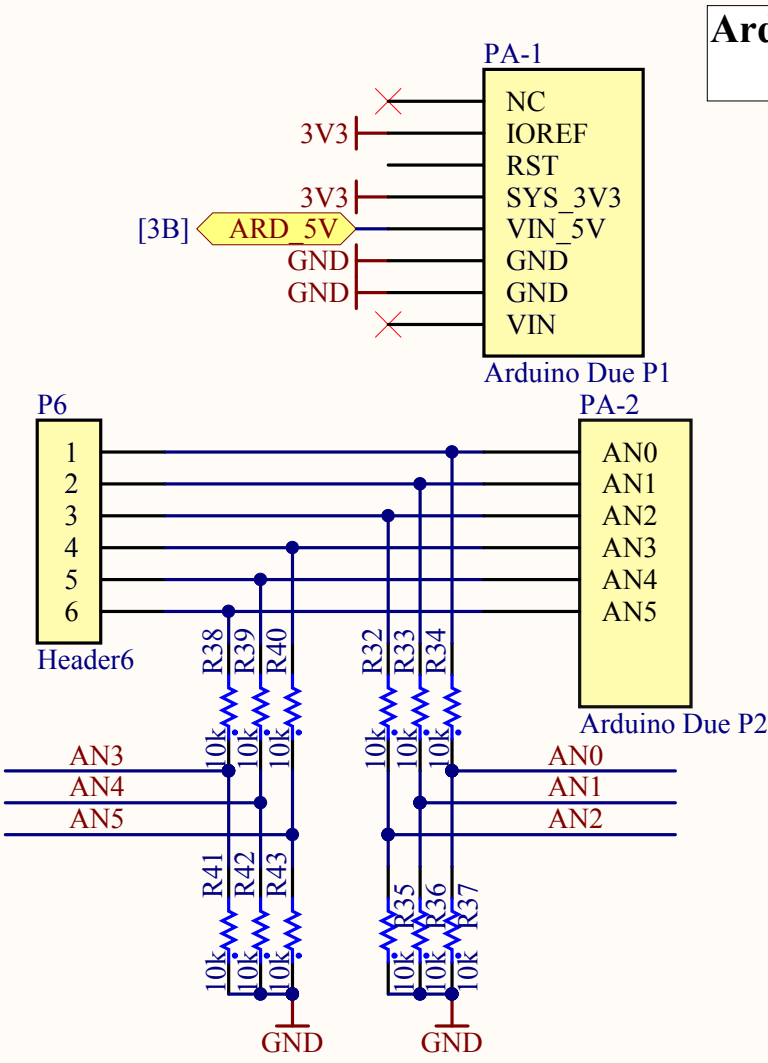 Ard
PA-1
NC
3V3 IOREF
RST
3V3 SYS_3V3
[3B] ARD_5V VIN_5V
GND GND
GND GND
VIN
Arduino Due P1
P6 PA-2
1 AN0
2 AN1
3 AN2
4 AN3
5 AN4
6 AN5
Header6
R38 R39 R40 R32 R33 R34
Arduino Due P2
10k 10k 10k 10k 10k 10k
AN3 AN0
AN4 AN1
AN5 AN2
R41 R42 R43 R35 R36 R37
10k 10k 10k 10k 10k 10k
GND GND